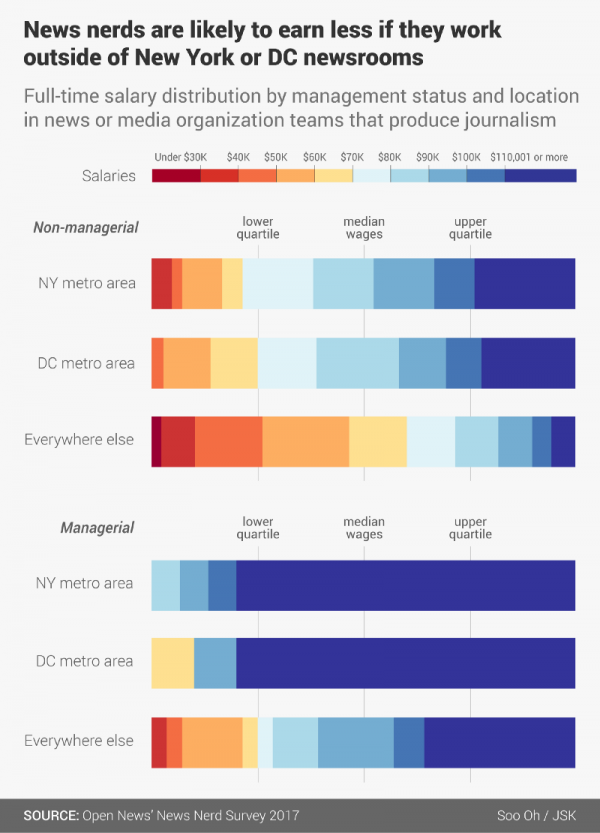 News nerds are likely to earn less if they work
outside of New York or DC newsrooms
Full-time salary distribution by management status and location
in news or media organization teams that produce journalism
Under $30K $40K $50K $60K $70K $80K $90K $100K $110,001 or more
Salaries
Non-managerial
lower
quartile
median
wages
upper
quartile
NY metro area
DC metro area
Everywhere else
Managerial
lower
quartile
median
wages
upper
quartile
NY metro area
DC metro area
Everywhere else
SOURCE: Open News’ News Nerd Survey 2017
Soo Oh / JSK